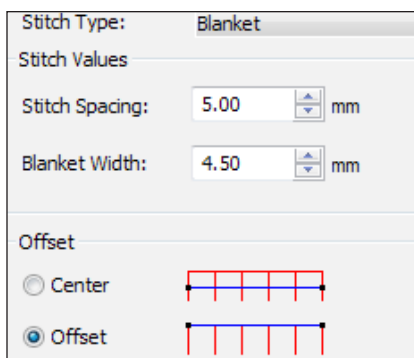 Stitch Type: Blanket
Stitch Values
Stitch Spacing: 5.00 mm
Blanket Width: 4.50 mm
Offset
Center
Offset